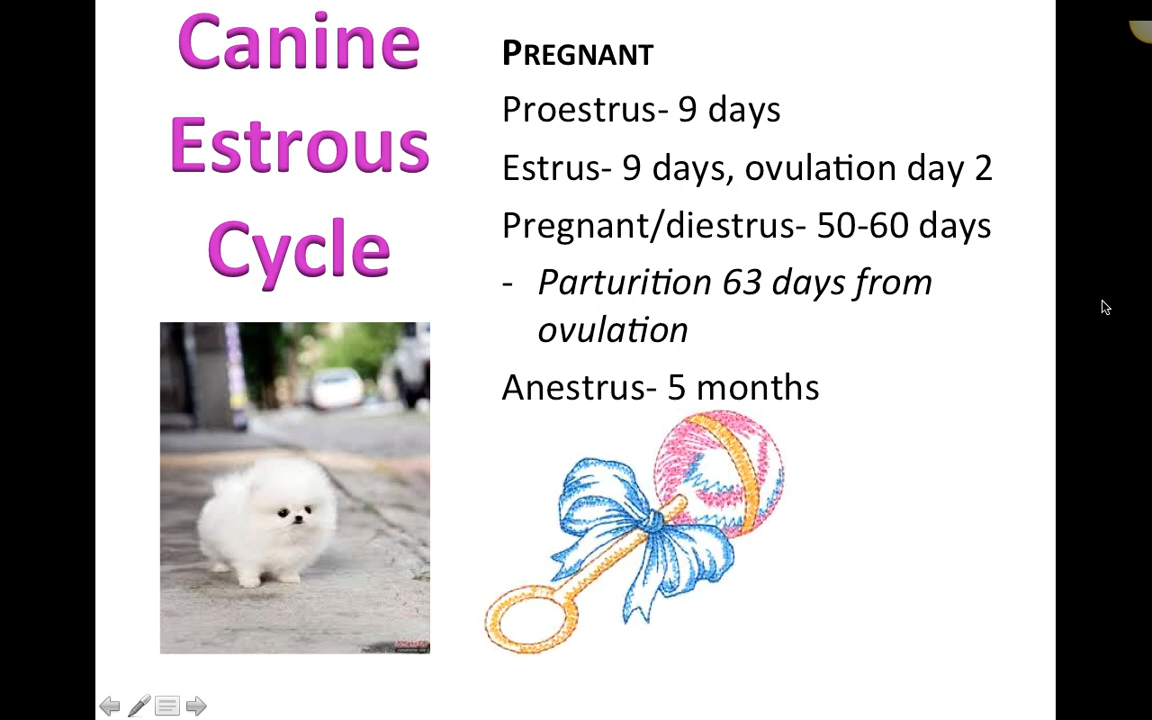 Canine
Estrous
Cycle
PREGNANT
Proestrus- 9 days
Estrus- 9 days, ovulation day 2
Pregnant/diestrus- 50-60 days
- Parturition 63 days from
ovulation
Anestrus- 5 months